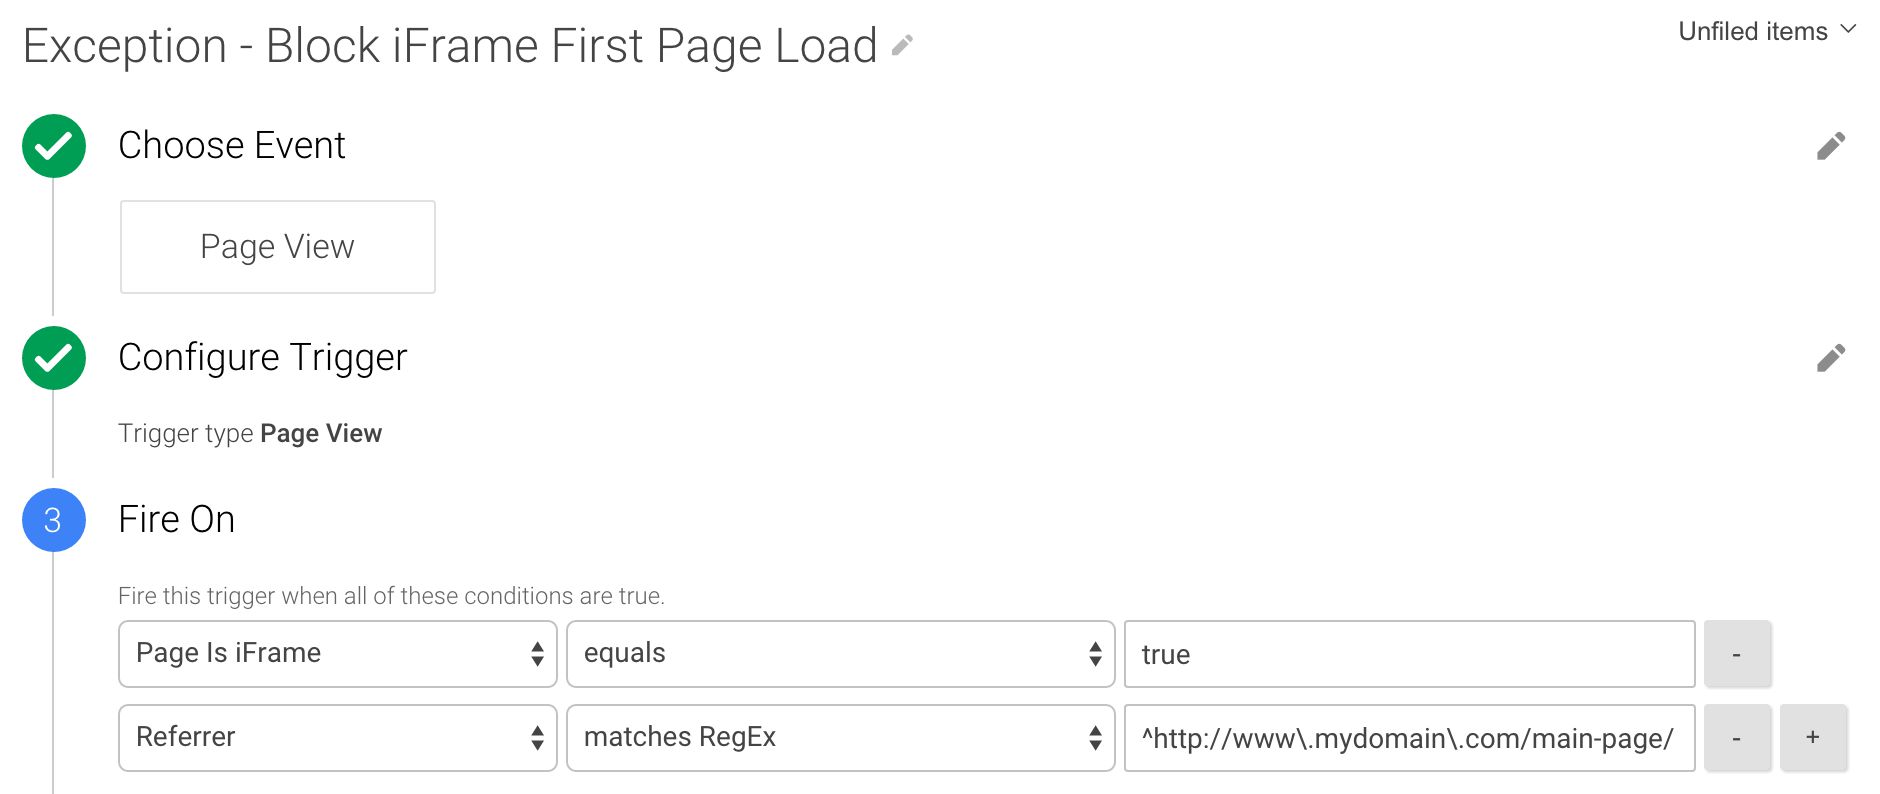 Exception - Block iFrame First Page Load
Unfiled items
Choose Event
Page View
Configure Trigger
Trigger type Page View
3 Fire On
Fire this trigger when all of these conditions are true.
Page Is iFrame equals true -
Referrer matches RegEx ^http://www\.mydomain\.com/main-page/ - +